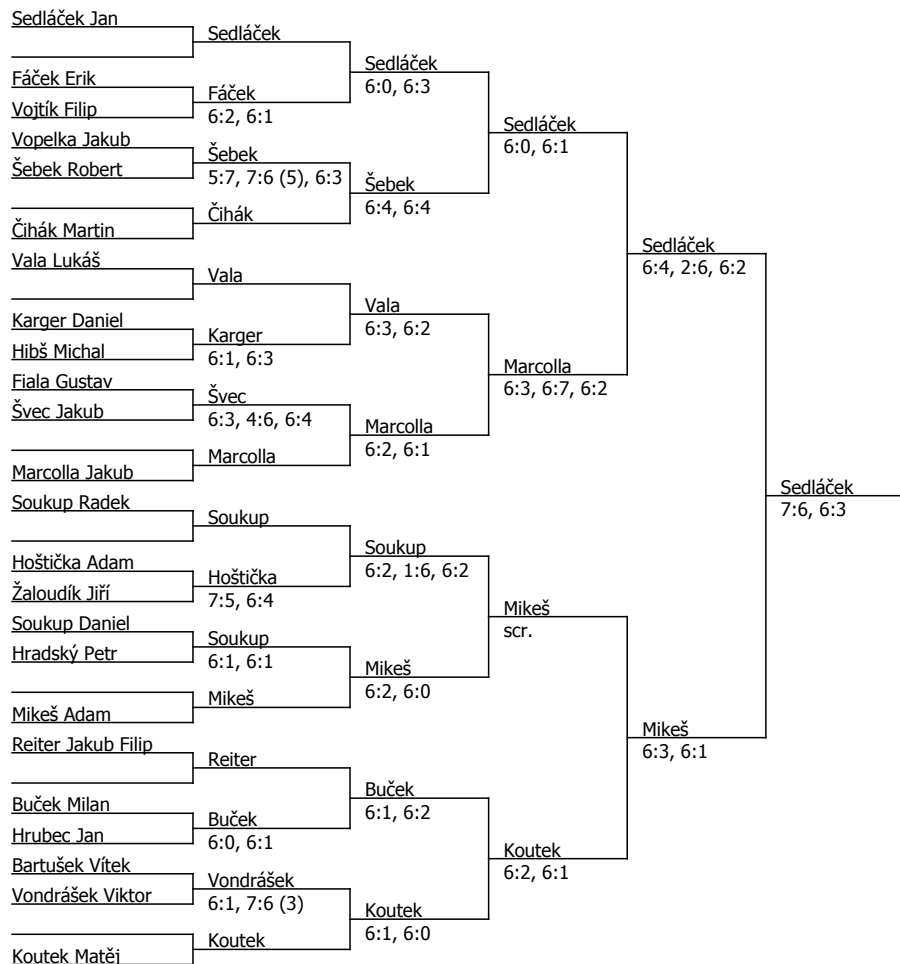 Sedláček Jan
Fáček Erik
Vojtík Filip
Vopelka Jakub
Šebek Robert
Čihák Martin
Vala Lukáš
Karger Daniel
Hibš Michal
Fiala Gustav
Švec Jakub
Marcolla Jakub
Soukup Radek
Hoštička Adam
Žaloudík Jiří
Soukup Daniel
Hradský Petr
Mikeš Adam
Reiter Jakub Filip
Buček Milan
Hrubec Jan
Bartušek Vítek
Vondrášek Viktor
Koutek Matěj
Sedláček
Fáček
6:2, 6:1
Šebek
5:7, 7:6 (5), 6:3
Čihák
Vala
Karger
6:1, 6:3
Švec
6:3, 4:6, 6:4
Marcolla
Soukup
Hoštička
7:5, 6:4
Soukup
6:1, 6:1
Mikeš
Reiter
Buček
6:0, 6:1
Vondrášek
6:1, 7:6 (3)
Koutek
Sedláček
6:0, 6:3
Šebek
6:4, 6:4
Vala
6:3, 6:2
Marcolla
6:2, 6:1
Soukup
6:2, 1:6, 6:2
Mikeš
6:2, 6:0
Buček
6:1, 6:2
Koutek
6:1, 6:0
Sedláček
6:0, 6:1
Marcolla
6:3, 6:7, 6:2
Mikeš
scr.
Koutek
6:2, 6:1
Sedláček
6:4, 2:6, 6:2
Mikeš
6:3, 6:1
Sedláček
7:6, 6:3